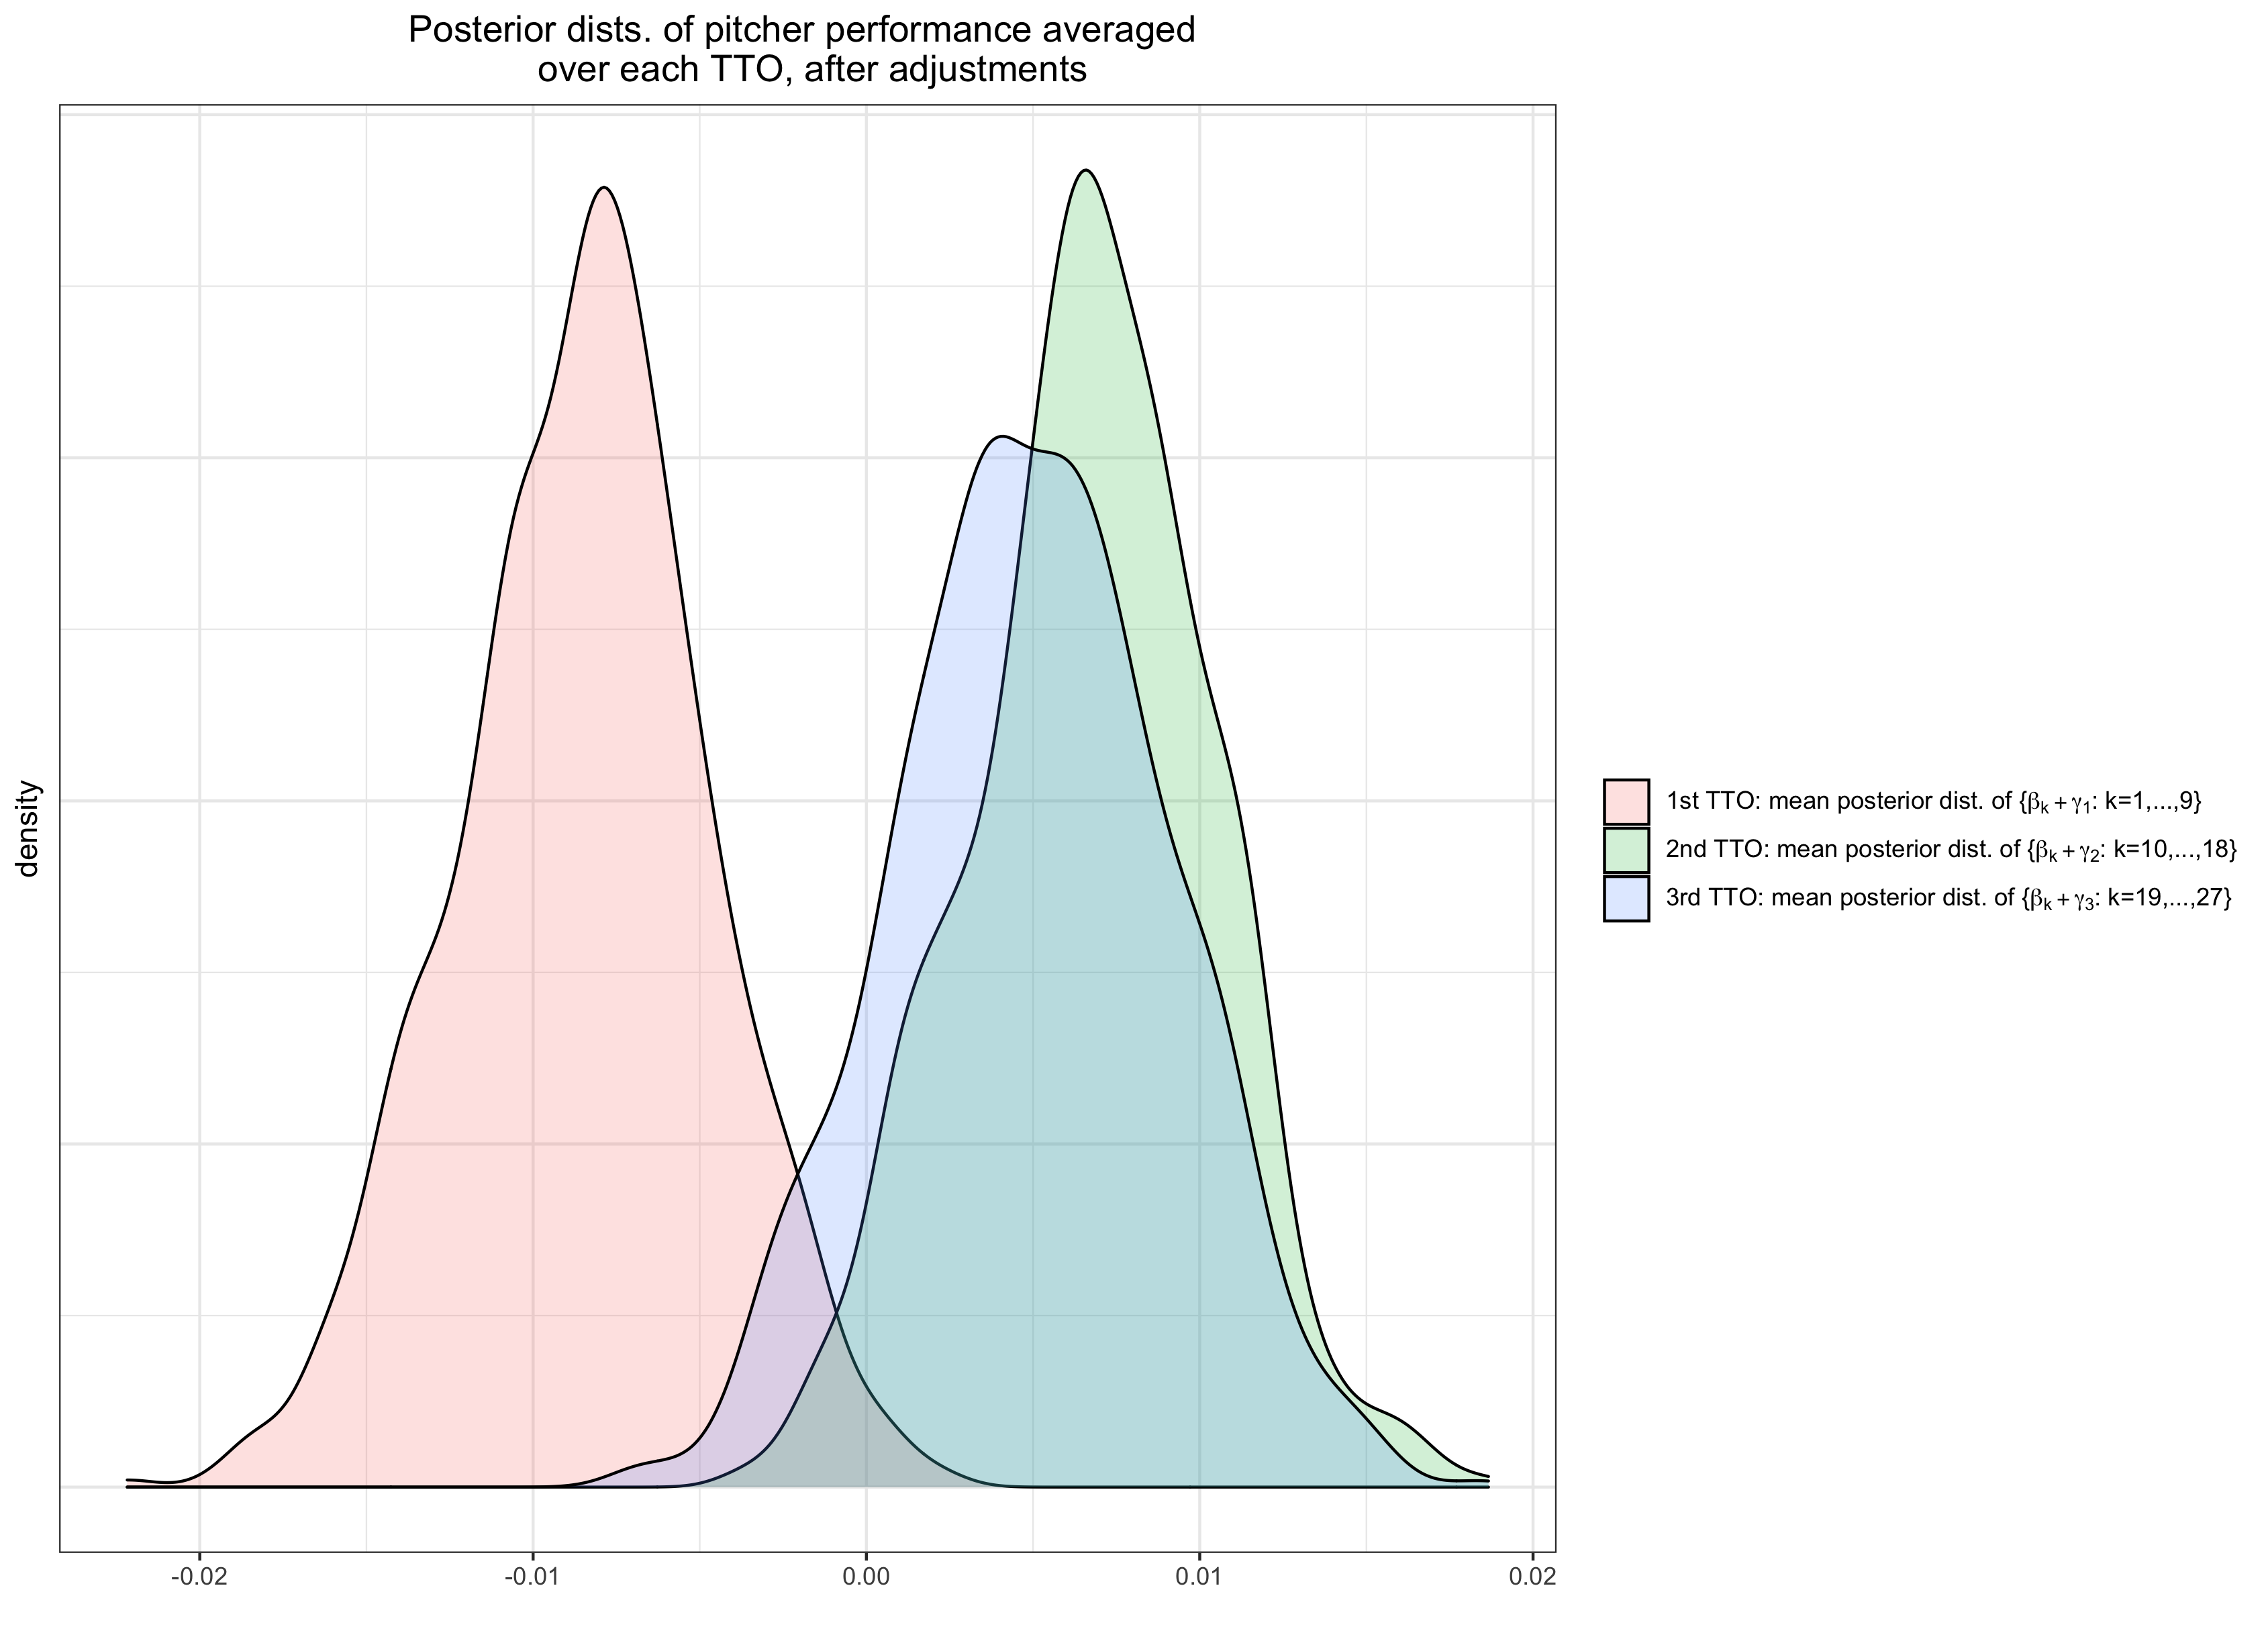 Posterior dists. of pitcher performance averaged
over each TTO, after adjustments
density
1st TTO: mean posterior dist. of {βk + γ1: k=1,...,9}
2nd TTO: mean posterior dist. of {βk + γ2: k=10,...,18}
3rd TTO: mean posterior dist. of {βk + γ3: k=19,...,27}
-0.02 -0.01 0.00 0.01 0.02